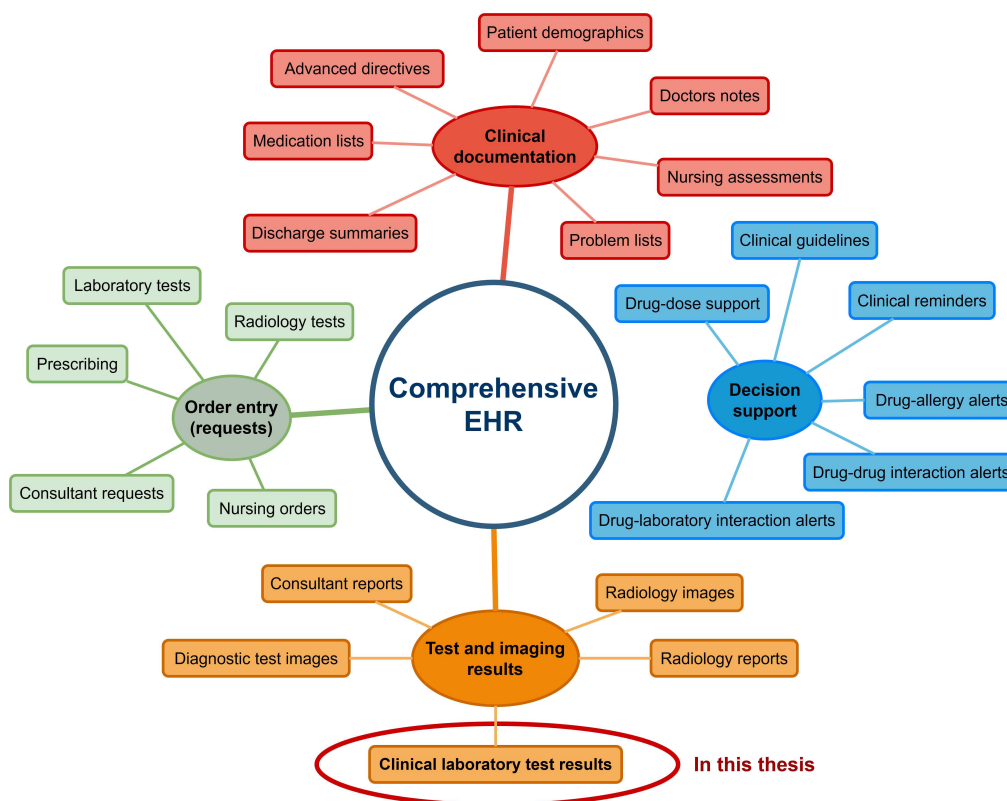 Patient demographics
Advanced directives
Doctors notes
Medication lists
Clinical
documentation
Nursing assessments
Discharge summaries
Problem lists
Clinical guidelines
Laboratory tests
Radiology tests
Drug-dose support
Clinical reminders
Prescribing
Order entry
(requests)
Comprehensive
EHR
Decision
support
Drug-allergy alerts
Consultant requests
Nursing orders
Drug-drug interaction alerts
Drug-laboratory interaction alerts
Consultant reports
Radiology images
Diagnostic test images
Test and imaging
results
Radiology reports
Clinical laboratory test results
In this thesis